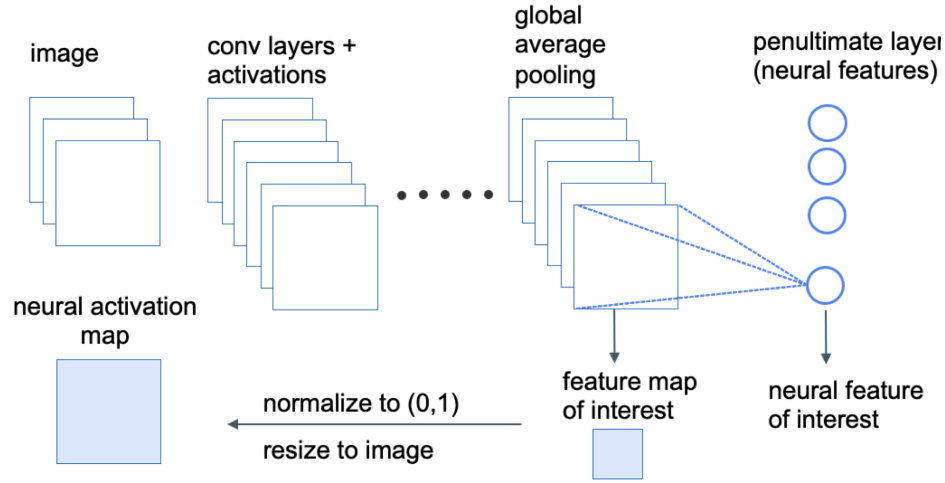 image
conv layers +
activations
global
average
pooling
penultimate layer
(neural features)
neural activation
map
normalize to (0,1)
resize to image
feature map
of interest
neural feature
of interest